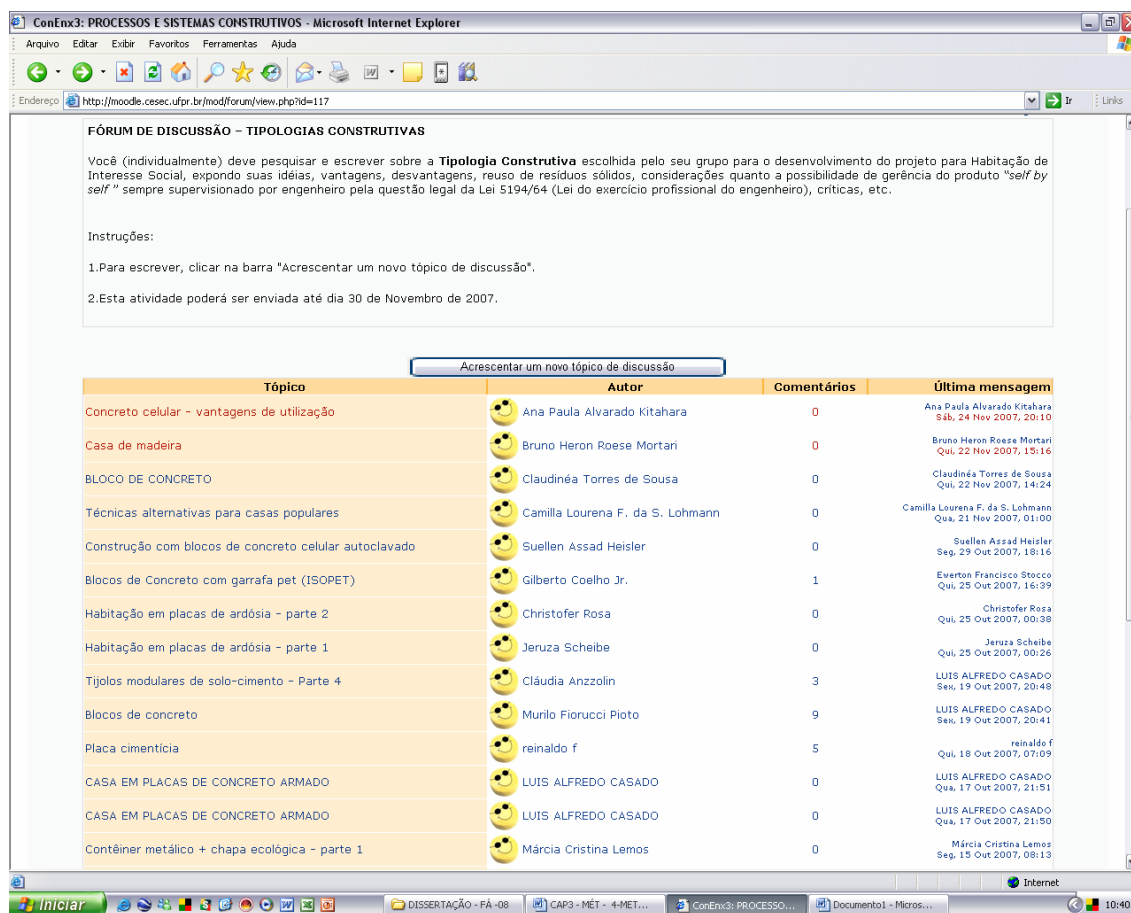 ConEnx3: PROCESSOS E SISTEMAS CONSTRUTIVOS - Microsoft Internet Explorer
Arquivo Editar Exibir Favoritos Ferramentas Ajuda
Endereço http://moodle.cesec.ufpr.br/mod/forum/view.php?id=117 Ir Links
FÓRUM DE DISCUSSÃO – TIPOLOGIAS CONSTRUTIVAS
Você (individualmente) deve pesquisar e escrever sobre a Tipologia Construtiva escolhida pelo seu grupo para o desenvolvimento do projeto para Habitação de
Interesse Social, expondo suas idéias, vantagens, desvantagens, reuso de resíduos sólidos, considerações quanto a possibilidade de gerência do produto "self by
self " sempre supervisionado por engenheiro pela questão legal da Lei 5194/64 (Lei do exercício profissional do engenheiro), críticas, etc.
Instruções:
1.Para escrever, clicar na barra "Acrescentar um novo tópico de discussão".
2.Esta atividade poderá ser enviada até dia 30 de Novembro de 2007.
Acrescentar um novo tópico de discussão
Tópico Autor Comentários Última mensagem
Concreto celular – vantagens de utilização Ana Paula Alvarado Kitahara 0 Ana Paula Alvarado Kitahara
Sáb, 24 Nov 2007, 20:10
Casa de madeira Bruno Heron Roese Mortari 0 Bruno Heron Roese Mortari
Qui, 22 Nov 2007, 15:16
BLOCO DE CONCRETO Claudinéa Torres de Sousa 0 Claudinéa Torres de Sousa
Qui, 22 Nov 2007, 14:24
Técnicas alternativas para casas populares Camilla Lourena F. da S. Lohmann 0 Camilla Lourena F. da S. Lohmann
Qua, 21 Nov 2007, 01:00
Construção com blocos de concreto celular autoclavado Suellen Assad Heisler 0 Suellen Assad Heisler
Seg, 29 Out 2007, 18:16
Blocos de Concreto com garrafa pet (ISOPET) Gilberto Coelho Jr. 1 Ewerton Francisco Stocco
Qui, 25 Out 2007, 16:39
Habitação em placas de ardósia – parte 2 Christofer Rosa 0 Christofer Rosa
Qui, 25 Out 2007, 00:38
Habitação em placas de ardósia – parte 1 Jeruza Scheibe 0 Jeruza Scheibe
Qui, 25 Out 2007, 00:26
Tijolos modulares de solo-cimento – Parte 4 Cláudia Anzzolin 3 LUIS ALFREDO CASADO
Sex, 19 Out 2007, 20:48
Blocos de concreto Murilo Fiorucci Pioto 9 LUIS ALFREDO CASADO
Sex, 19 Out 2007, 20:41
Placa cimentícia reinaldo f 5 reinaldo f
Qui, 18 Out 2007, 07:09
CASA EM PLACAS DE CONCRETO ARMADO LUIS ALFREDO CASADO 0 LUIS ALFREDO CASADO
Qua, 17 Out 2007, 21:51
CASA EM PLACAS DE CONCRETO ARMADO LUIS ALFREDO CASADO 0 LUIS ALFREDO CASADO
Qua, 17 Out 2007, 21:50
Contêiner metálico + chapa ecológica – parte 1 Márcia Cristina Lemos 0 Márcia Cristina Lemos
Seg, 15 Out 2007, 08:13
Internet
Iniciar DISSERTAÇÃO - FÁ -08 CAP3 - MÉT - 4-MET... ConEnx3: PROCESSO... Documento1 - Micros... 10:40